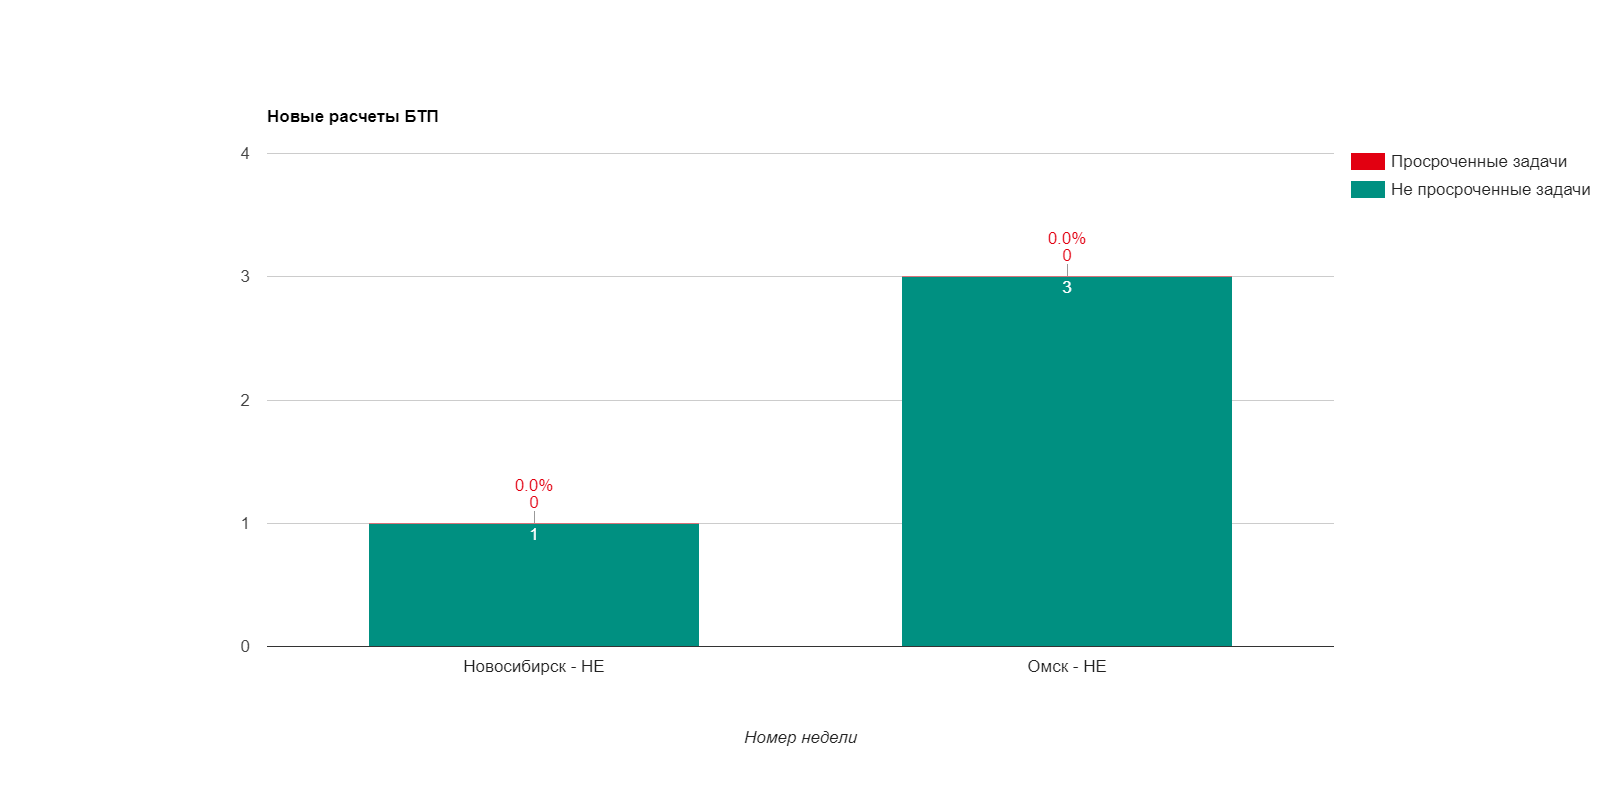 Новые расчеты БТП
4
3
2
1
0
Просроченные задачи
Не просроченные задачи
0.0%
0
1
0.0%
0
3
Новосибирск - НЕ
Омск - НЕ
Номер недели